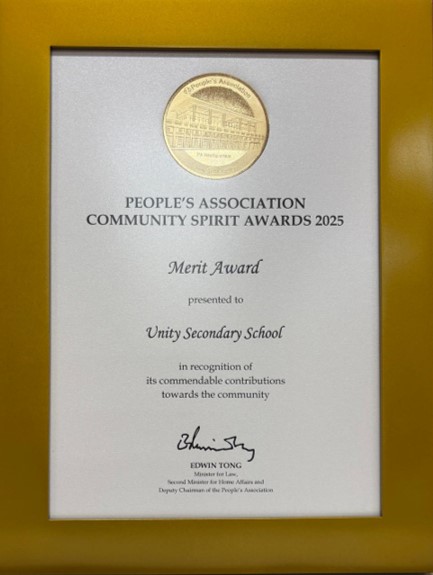 People's Association
PEOPLE'S ASSOCIATION
COMMUNITY SPIRIT AWARDS 2025
Merit Award
presented to
Unity Secondary School
in recognition of
its commendable contributions
towards the community
EDWIN TONG
Minister for Law,
Second Minister for Home Affairs and
Deputy Chairman of the People's Association